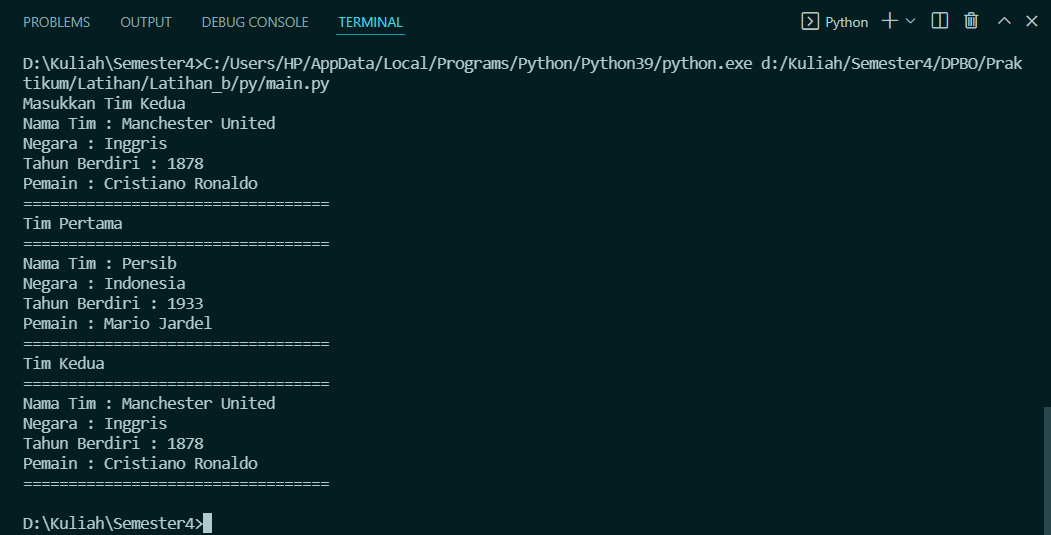 PROBLEMS OUTPUT DEBUG CONSOLE TERMINAL Python
D:\Kuliah\Semester4>C:/Users/HP/AppData/Local/Programs/Python/Python39/python.exe d:/Kuliah/Semester4/DPBO/Prak
tikum/Latihan/Latihan_b/py/main.py
Masukkan Tim Kedua
Nama Tim : Manchester United
Negara : Inggris
Tahun Berdiri : 1878
Pemain : Cristiano Ronaldo
==================================
Tim Pertama
==================================
Nama Tim : Persib
Negara : Indonesia
Tahun Berdiri : 1933
Pemain : Mario Jardel
==================================
Tim Kedua
==================================
Nama Tim : Manchester United
Negara : Inggris
Tahun Berdiri : 1878
Pemain : Cristiano Ronaldo
==================================
D:\Kuliah\Semester4>